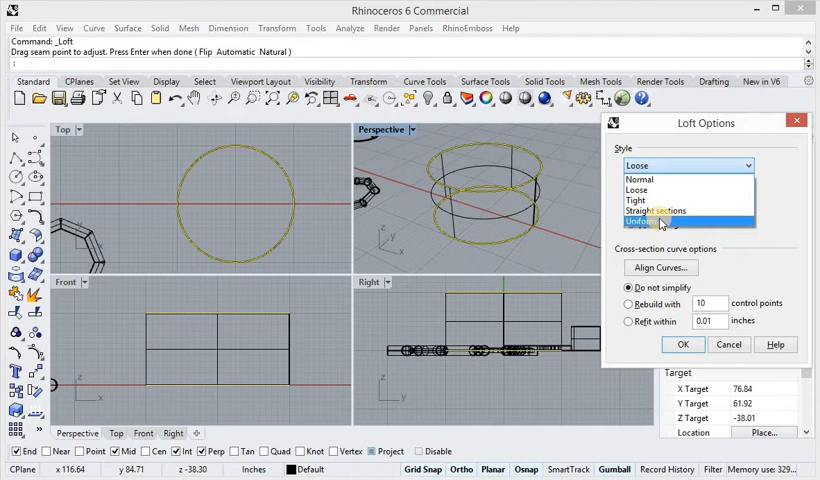 Rhinoceros 6 Commercial
File Edit View Curve Surface Solid Mesh Dimension Transform Tools Analyze Render Panels RhinoEmboss Help
Command: _Loft
Drag seam point to adjust. Press Enter when done ( Flip Automatic Natural )
:
Standard CPlanes Set View Display Select Viewport Layout Visibility Transform Curve Tools Surface Tools Solid Tools Mesh Tools Render Tools Drafting New in V6
Top
Perspective
Front
Right
Loft Options
Style
Loose
Normal
Loose
Tight
Straight sections
Uniform
Cross-section curve options
Align Curves...
Do not simplify
Rebuild with 10 control points
Refit within 0.01 inches
OK Cancel Help
Target
X Target 76.84
Y Target 61.92
Z Target -38.01
Location Place...
Perspective Top Front Right
End Near Point Mid Cen Int Perp Tan Quad Knot Vertex Project Disable
CPlane x 116.64 y 84.71 z -38.30 Inches Default Grid Snap Ortho Planar Osnap SmartTrack Gumball Record History Filter Memory use: 329...